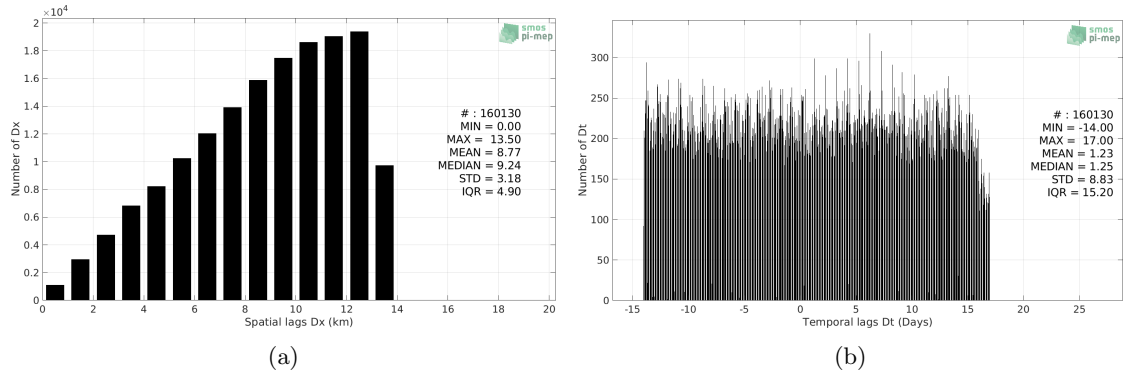 ×10⁴
2
1.8
1.6
1.4
1.2
1
0.8
0.6
0.4
0.2
0
Number of Dx
0 2 4 6 8 10 12 14 16 18 20
Spatial lags Dx (km)
smos
pi-mep
# : 160130
MIN = 0.00
MAX = 13.50
MEAN = 8.77
MEDIAN = 9.24
STD = 3.18
IQR = 4.90
(a)
300
250
200
150
100
50
0
Number of Dt
-15 -10 -5 0 5 10 15 20 25
Temporal lags Dt (Days)
smos
pi-mep
# : 160130
MIN = -14.00
MAX = 17.00
MEAN = 1.23
MEDIAN = 1.25
STD = 8.83
IQR = 15.20
(b)